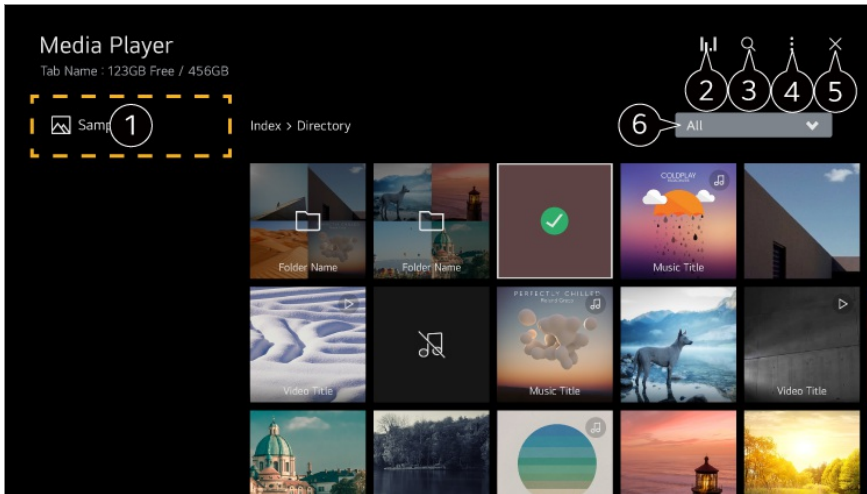 Media Player
Tab Name : 123GB Free / 456GB
2 3 4 5
Samp
1
Index > Directory
6
All
COLDPLAY
Folder Name
Folder Name
Music Title
PERFECTLY CHILLED
Video Title
Music Title
Video Title